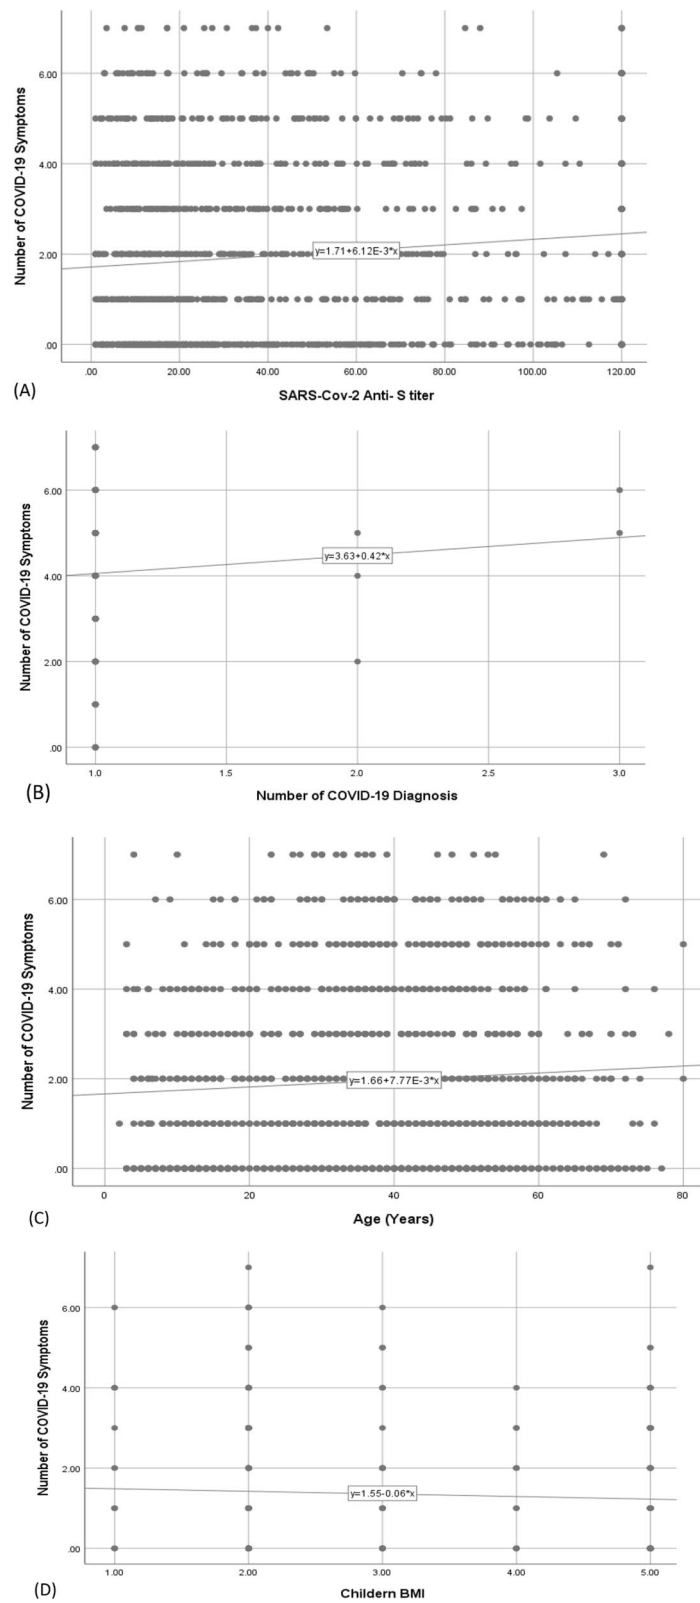 Number of COVID-19 Symptoms
6.00
4.00
2.00
.00
y=1.71+6.12E-3*x
.00 20.00 40.00 60.00 80.00 100.00 120.00
SARS-Cov-2 Anti- S titer
(A)
Number of COVID-19 Symptoms
6.00
4.00
2.00
.00
y=3.63+0.42*x
1.0 1.5 2.0 2.5 3.0
Number of COVID-19 Diagnosis
(B)
Number of COVID-19 Symptoms
6.00
4.00
2.00
.00
y=1.66+7.77E-3*x
0 20 40 60 80
Age (Years)
(C)
Number of COVID-19 Symptoms
6.00
4.00
2.00
.00
y=1.55-0.06*x
1.00 2.00 3.00 4.00 5.00
Childern BMI
(D)